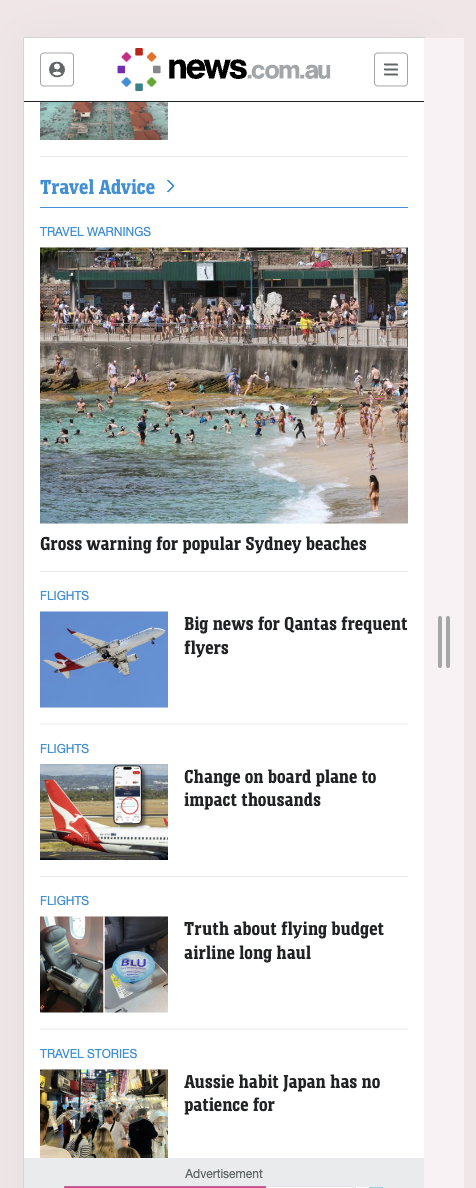 news.com.au
Travel Advice
TRAVEL WARNINGS
Gross warning for popular Sydney beaches
FLIGHTS
Big news for Qantas frequent
flyers
FLIGHTS
Change on board plane to
impact thousands
FLIGHTS
BLU
Truth about flying budget
airline long haul
TRAVEL STORIES
Aussie habit Japan has no
patience for
Advertisement